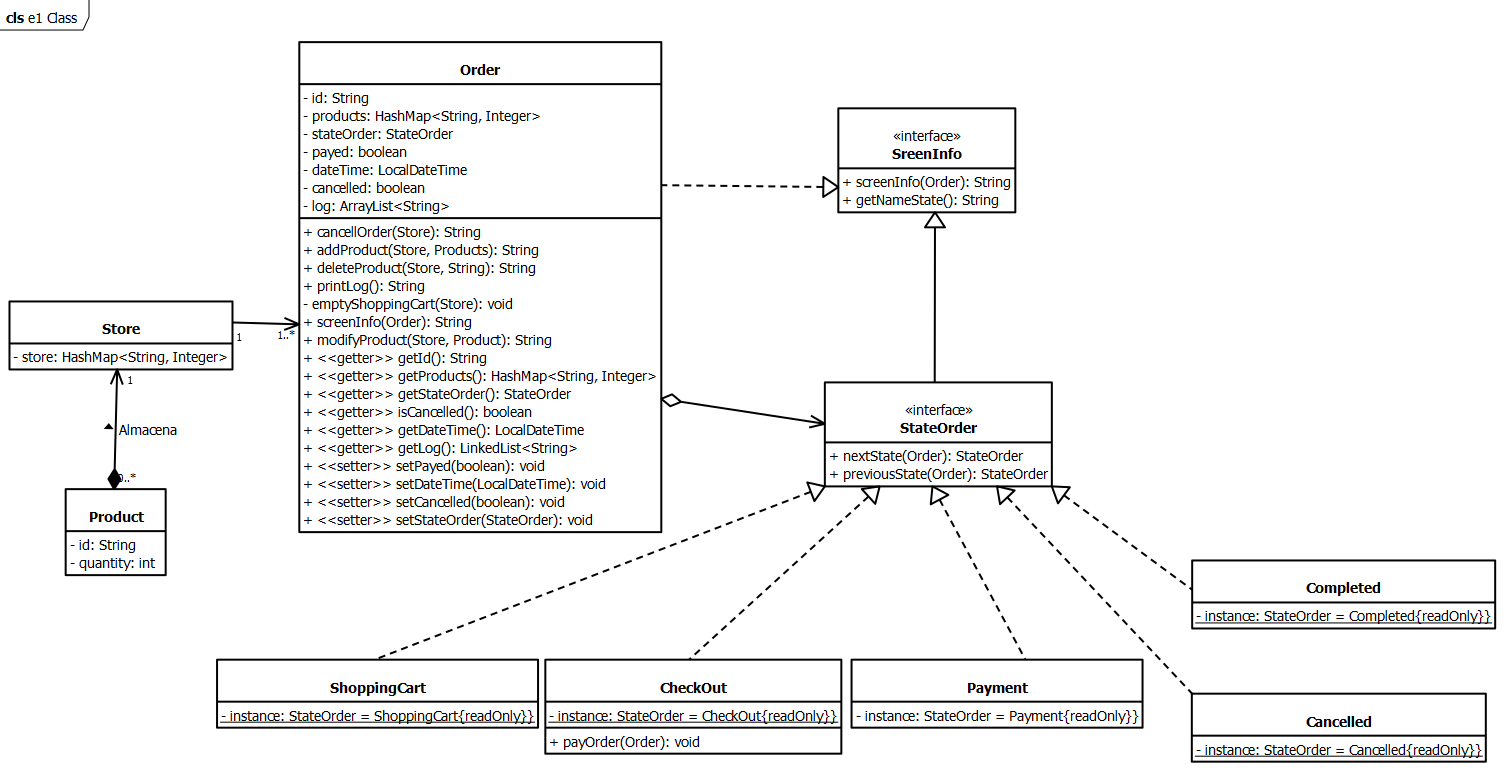 cls e1 Class
Order
- id: String
- products: HashMap<String, Integer>
- stateOrder: StateOrder
- payed: boolean
- dateTime: LocalDateTime
- cancelled: boolean
- log: ArrayList<String>
+ cancellOrder(Store): String
+ addProduct(Store, Products): String
+ deleteProduct(Store, String): String
+ printLog(): String
- emptyShoppingCart(Store): void
+ screenInfo(Order): String
+ modifyProduct(Store, Product): String
+ <<getter>> getId(): String
+ <<getter>> getProducts(): HashMap<String, Integer>
+ <<getter>> getStateOrder(): StateOrder
+ <<getter>> isCancelled(): boolean
+ <<getter>> getDateTime(): LocalDateTime
+ <<getter>> getLog(): LinkedList<String>
+ <<setter>> setPayed(boolean): void
+ <<setter>> setDateTime(LocalDateTime): void
+ <<setter>> setCancelled(boolean): void
+ <<setter>> setStateOrder(StateOrder): void
«interface»
SreenInfo
+ screenInfo(Order): String
+ getNameState(): String
Store
- store: HashMap<String, Integer>
1
1..*
1
Almacena
0..*
Product
- id: String
- quantity: int
«interface»
StateOrder
+ nextState(Order): StateOrder
+ previousState(Order): StateOrder
Completed
- instance: StateOrder = Completed{readOnly}}
ShoppingCart
- instance: StateOrder = ShoppingCart{readOnly}}
CheckOut
- instance: StateOrder = CheckOut{readOnly}}
+ payOrder(Order): void
Payment
- instance: StateOrder = Payment{readOnly}}
Cancelled
- instance: StateOrder = Cancelled{readOnly}}